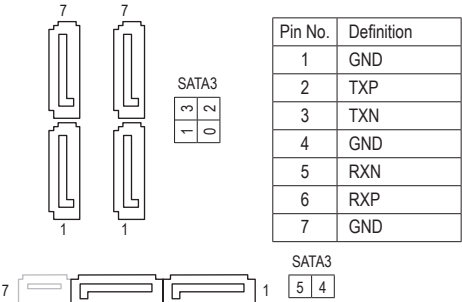 7 7
SATA3
3 2
1 0
1 1
Pin No. Definition
1 GND
2 TXP
3 TXN
4 GND
5 RXN
6 RXP
7 GND
SATA3
7 1 5 4